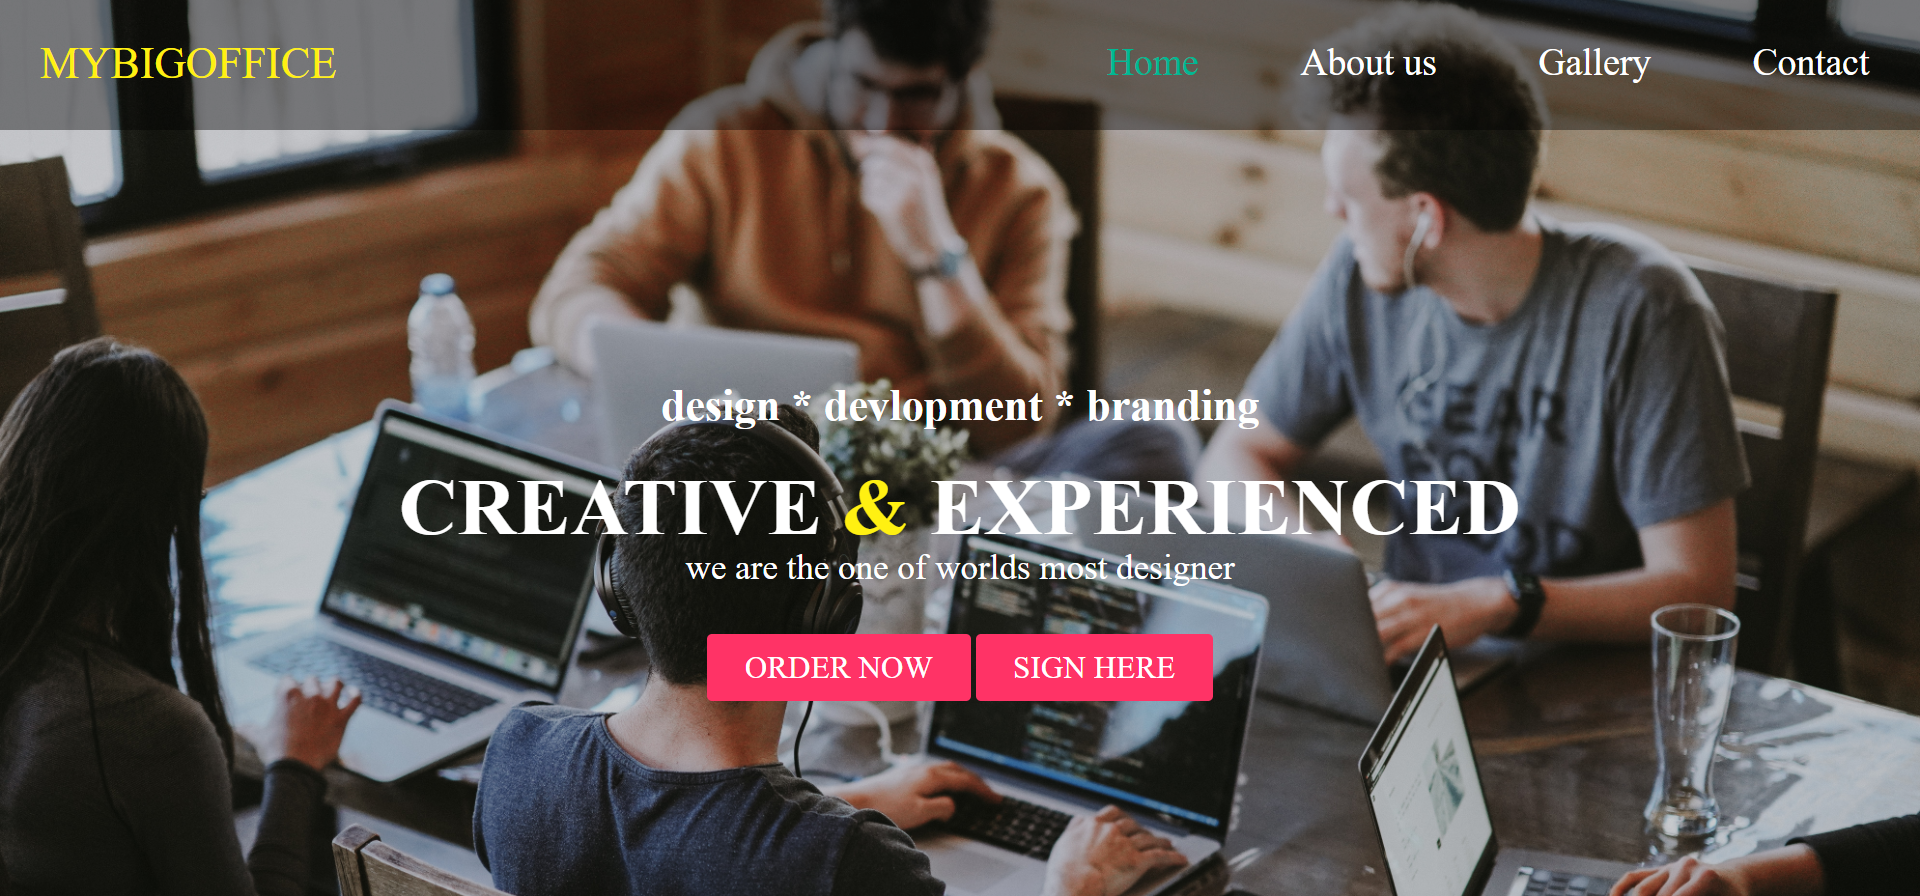 MYBIGOFFICE
Home About us Gallery Contact
design * devlopment * branding
CREATIVE & EXPERIENCED
we are the one of worlds most designer
ORDER NOW SIGN HERE